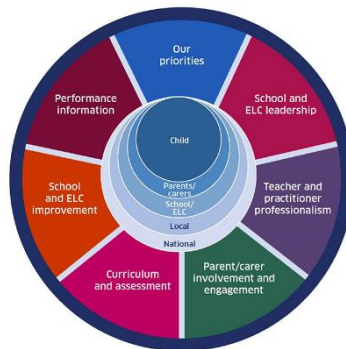 Our
priorities
School and
ELC leadership
Teacher and
practitioner
professionalism
Parent/carer
involvement and
engagement
Curriculum
and assessment
School
and ELC
improvement
Performance
information
Child
Parents/
carers
School/
ELC
Local
National